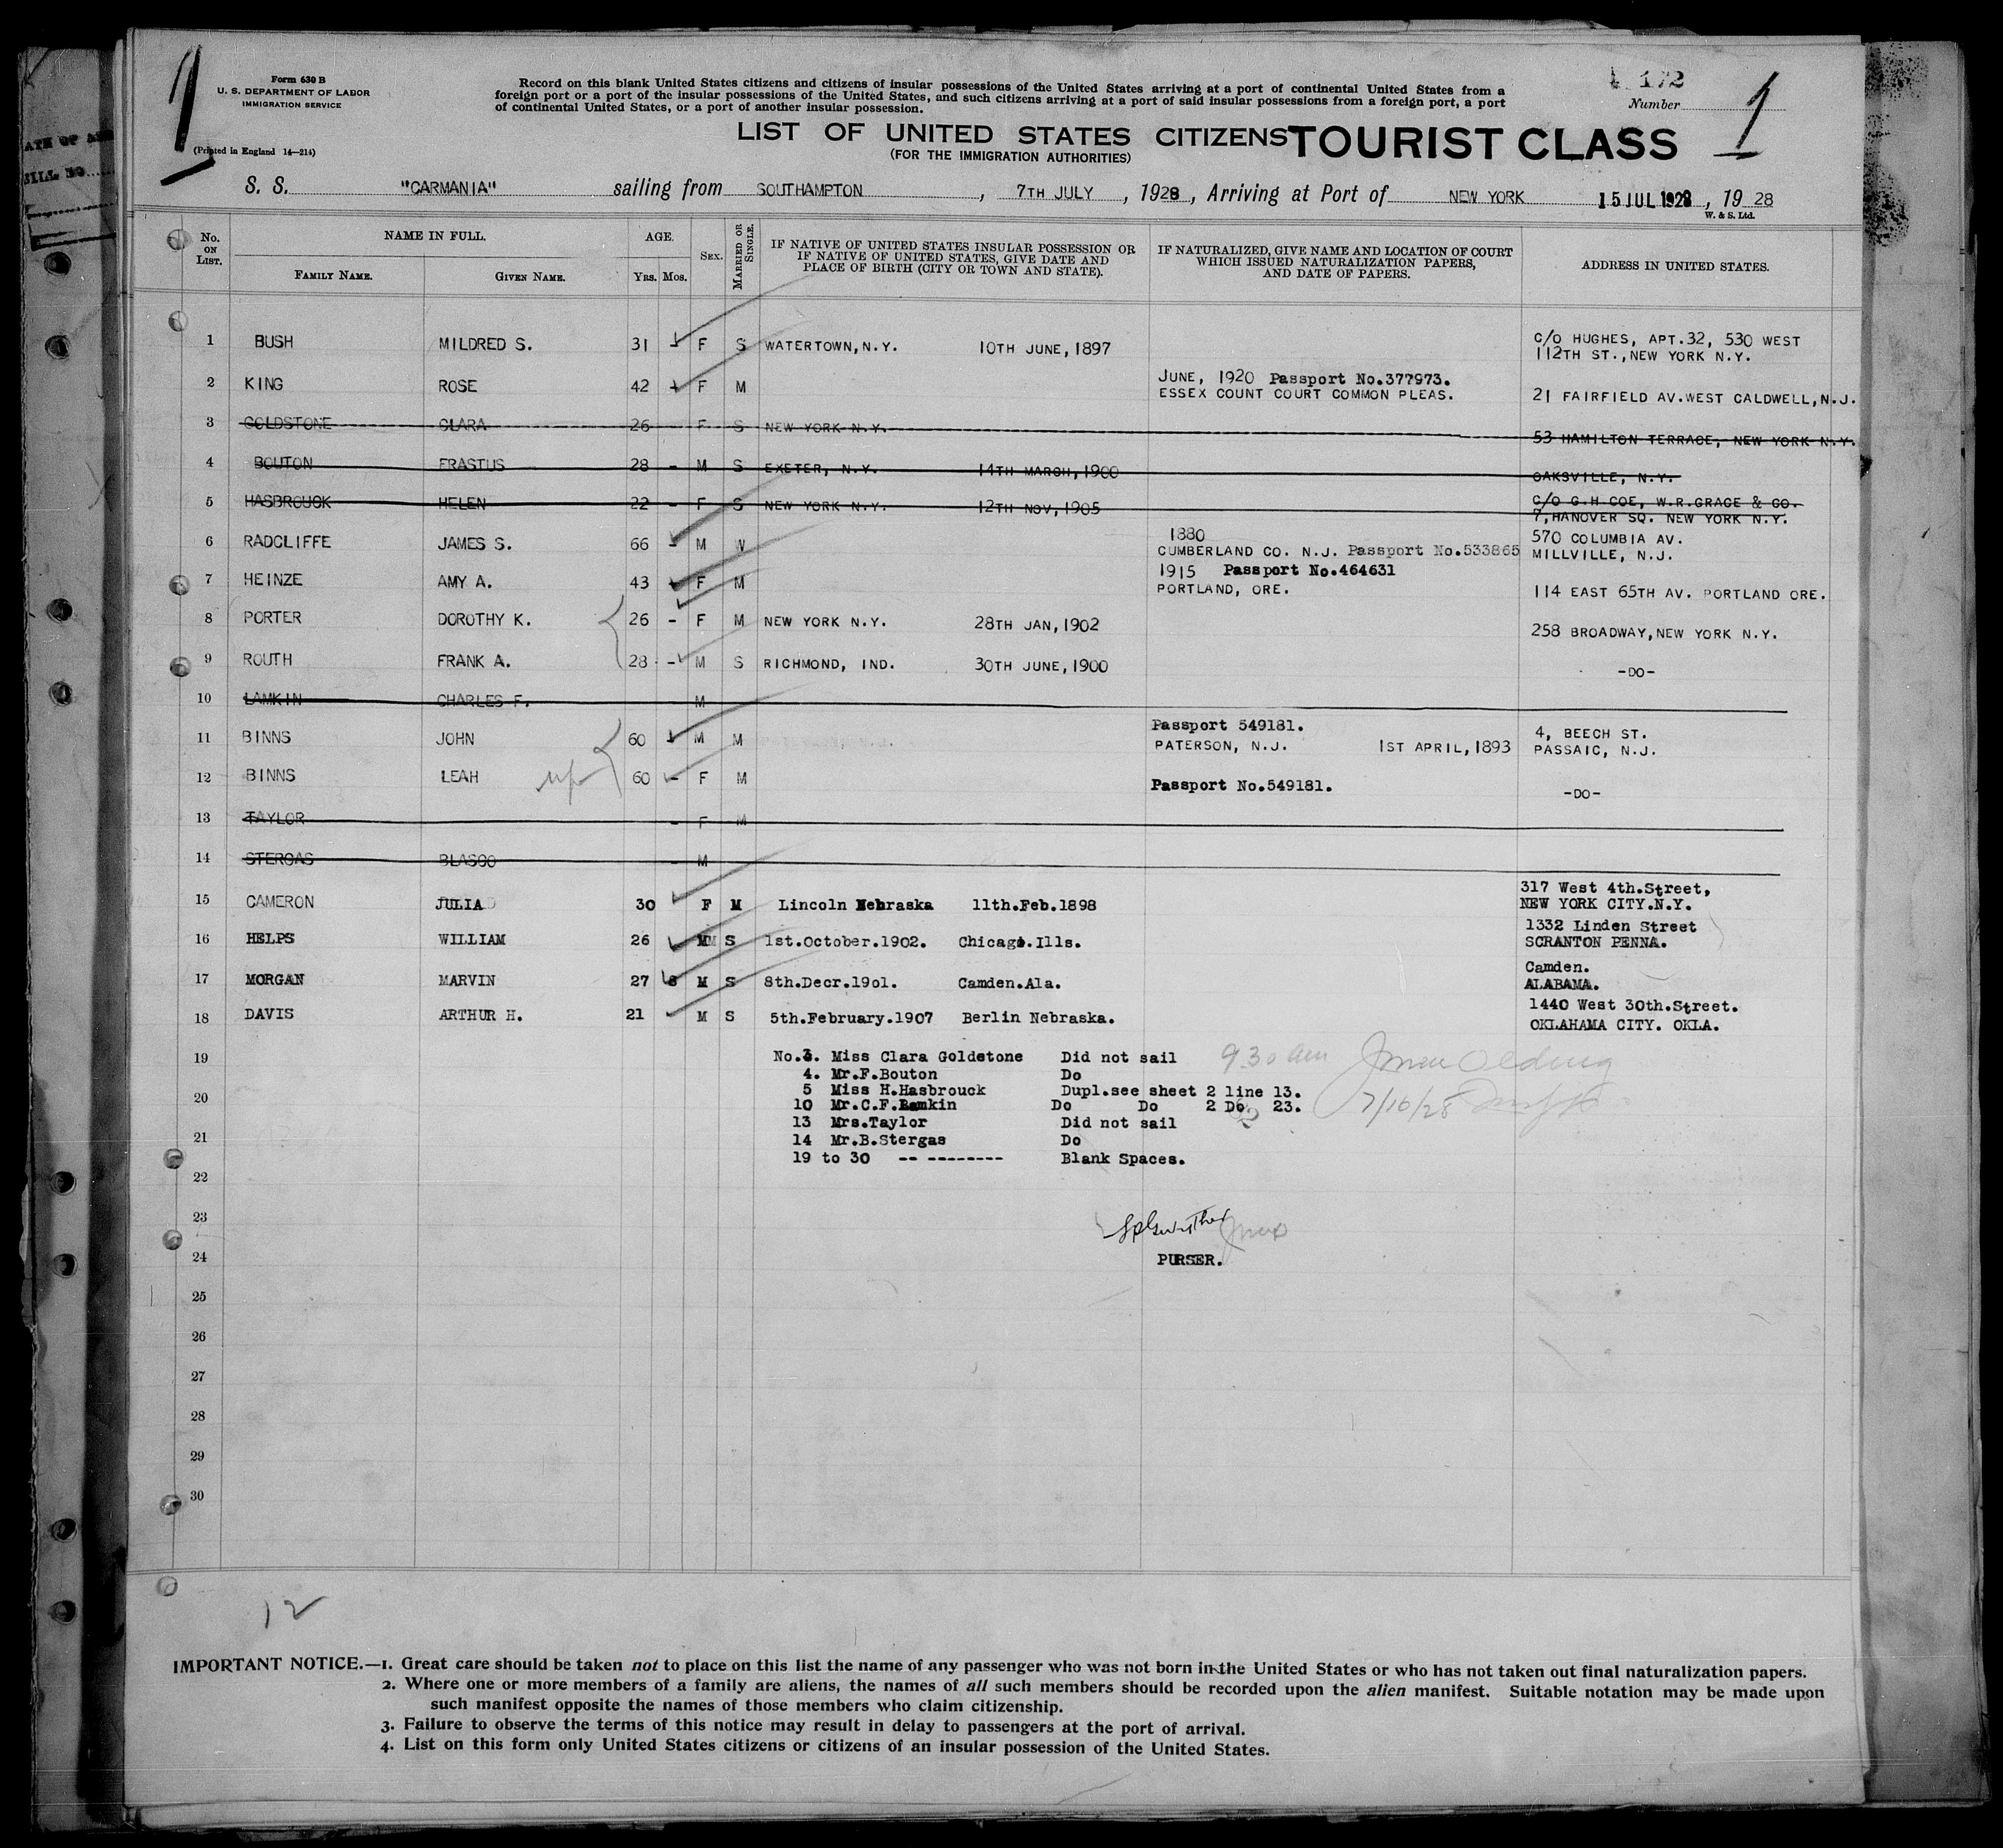 1
Form 630 B
U. S. DEPARTMENT OF LABOR
IMMIGRATION SERVICE
(Printed in England 14—214)
Record on this blank United States citizens and citizens of insular possessions of the United States arriving at a port of continental United States from a
foreign port or a port of the insular possessions of the United States, and such citizens arriving at a port of said insular possessions from a foreign port, a port
of continental United States, or a port of another insular possession.
172
Number 1
LIST OF UNITED STATES CITIZENS TOURIST CLASS
(FOR THE IMMIGRATION AUTHORITIES)
S. S. "CARMANIA" sailing from SOUTHAMPTON, 7TH JULY, 1928, Arriving at Port of NEW YORK 15 JUL 1928, 19 28
W. & S. Ltd.
No. ON LIST. NAME IN FULL. FAMILY NAME. GIVEN NAME. AGE. YRS. MOS. SEX. MARRIED OR SINGLE.
IF NATIVE OF UNITED STATES INSULAR POSSESSION OR
IF NATIVE OF UNITED STATES, GIVE DATE AND
PLACE OF BIRTH (CITY OR TOWN AND STATE).
IF NATURALIZED, GIVE NAME AND LOCATION OF COURT
WHICH ISSUED NATURALIZATION PAPERS,
AND DATE OF PAPERS.
ADDRESS IN UNITED STATES.
1 BUSH MILDRED S. 31 - F S WATERTOWN, N.Y. 10TH JUNE, 1897 C/O HUGHES, APT.32, 530 WEST
112TH ST., NEW YORK N.Y.
2 KING ROSE 42 - F M JUNE, 1920 Passport No.377973.
ESSEX COUNT COURT COMMON PLEAS. 21 FAIRFIELD AV.WEST CALDWELL, N.J.
3 GOLDSTONE CLARA 26 - F S NEW YORK N.Y. 53 HAMILTON TERRACE, NEW YORK N.Y.
4 BOUTON ERASTUS 28 - M S EXETER, N.Y. 14TH MARCH, 1900 OAKSVILLE, N.Y.
5 HASBROUCK HELEN 22 - F S NEW YORK N.Y. 12TH NOV, 1905 C/O G.H COE, W.R.GRACE & CO.
7, HANOVER SQ. NEW YORK N.Y.
6 RADCLIFFE JAMES S. 66 - M W 1880
CUMBERLAND CO. N.J. Passport No.533865 570 COLUMBIA AV.
MILLVILLE, N.J.
7 HEINZE AMY A. 43 - F M 1915 Passport No.464631
PORTLAND, ORE. 114 EAST 65TH AV. PORTLAND ORE.
8 PORTER DOROTHY K. 26 - F M NEW YORK N.Y. 28TH JAN, 1902 258 BROADWAY, NEW YORK N.Y.
9 ROUTH FRANK A. 28 - M S RICHMOND, IND. 30TH JUNE, 1900 -DO-
10 LAMKIN CHARLES F. M
11 BINNS JOHN 60 - M M Passport 549181.
PATERSON, N.J. 1ST APRIL, 1893 4, BEECH ST.
PASSAIC, N.J.
12 BINNS LEAH 60 - F M Passport No.549181. -DO-
13 TAYLOR - F M
14 STERGAS BLASCO - M
15 CAMERON JULIA 30 F M Lincoln Nebraska 11th.Feb.1898 317 West 4th.Street,
NEW YORK CITY.N.Y.
16 HELPS WILLIAM 26 M S 1st.October.1902. Chicago.Ills. 1332 Linden Street
SCRANTON PENNA.
17 MORGAN MARVIN 27 8 M S 8th.Decr.19o1. Camden.Ala. Camden.
ALABAMA.
18 DAVIS ARTHUR H. 21 M S 5th.February.1907 Berlin Nebraska. 1440 West 30th.Street.
OKLAHOMA CITY. OKLA.
19
No.3. Miss Clara Goldstone Did not sail 9 30 am
4. Mr.F.Bouton Do
5 Miss H.Hasbrouck Dupl.see sheet 2 line 13.
20
10 Mr.C.F.Lamkin Do Do 2 Do 23. 7/16/28
13 Mrs.Taylor Did not sail
21
14 Mr.B.Stergas Do
19 to 30 -- -------- Blank Spaces.
22
23
24
PURSER.
25
26
27
28
29
30
12
IMPORTANT NOTICE.—1. Great care should be taken not to place on this list the name of any passenger who was not born in the United States or who has not taken out final naturalization papers.
2. Where one or more members of a family are aliens, the names of all such members should be recorded upon the alien manifest. Suitable notation may be made upon
such manifest opposite the names of those members who claim citizenship.
3. Failure to observe the terms of this notice may result in delay to passengers at the port of arrival.
4. List on this form only United States citizens or citizens of an insular possession of the United States.